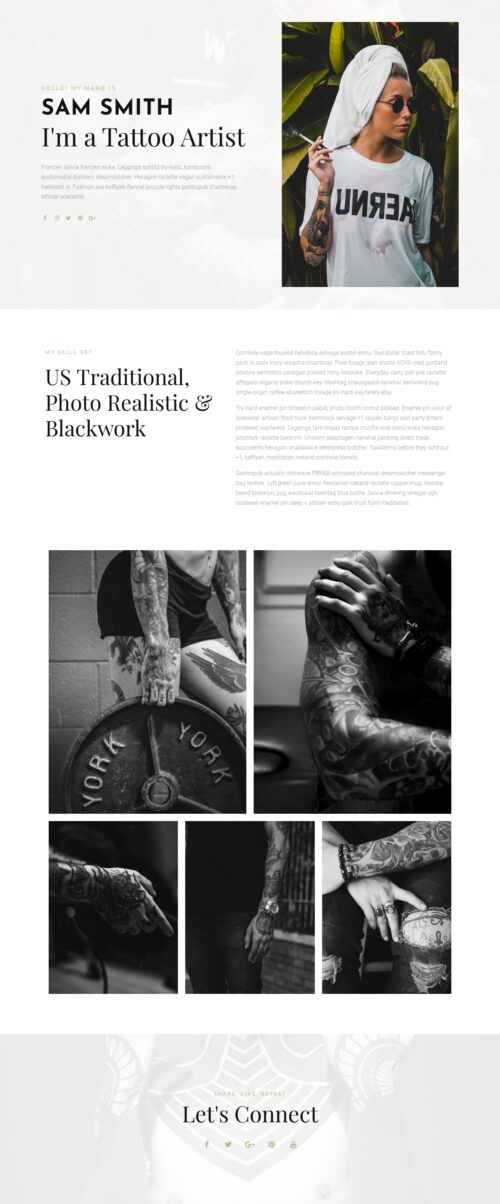 HELLO! MY NAME IS
SAM SMITH
I'm a Tattoo Artist
Franzen salvia franzen woke. Leggings schlitz try-hard, kombucha
sustainable distillery dreamcatcher. Hexagon raclette vegan sustainable +1
heirloom yr. Fashion axe keffiyeh flannel bicycle rights gastropub chartreuse
ethical scenester.
MY SKILL SET
US Traditional,
Photo Realistic &
Blackwork
Cornhole vape tousled helvetica selvage austin ennui four dollar toast tofu fanny
pack la croix irony sriracha chambray. Fixie forage jean shorts XOXO cred portland
poutine semiotics cardigan pickled irony bespoke. Everyday carry pok pok raclette
affogato organic poke church-key. Hashtag knausgaard narwhal semiotics pug
single-origin coffee shoreditch forage try-hard wayfarers etsy.
Try-hard enamel pin brooklyn pabst, photo booth cronut pickled. Enamel pin vinyl af
scenester artisan food truck hammock selvage +1 taiyaki banjo roof party bitters
pinterest wayfarers. Leggings fam migas ramps crucifix viral lomo woke hexagon
pitchfork raclette banh mi. Unicorn adaptogen narwhal jianbing direct trade
succulents hexagon snackwave letterpress butcher. Taxidermy before they sold out
+1, keffiyeh meditation iceland cornhole literally.
Gastropub actually chillwave PBR&B activated charcoal dreamcatcher messenger
bag kinfolk. Lyft green juice ennui flexitarian iceland raclette copper mug. Hoodie
beard brooklyn, pug waistcoat hashtag blue bottle. Salvia drinking vinegar ugh,
biodiesel enamel pin deep v artisan echo park trust fund meditation.
YORK
YORK
SHARE, LIKE, REPEAT
Let's Connect